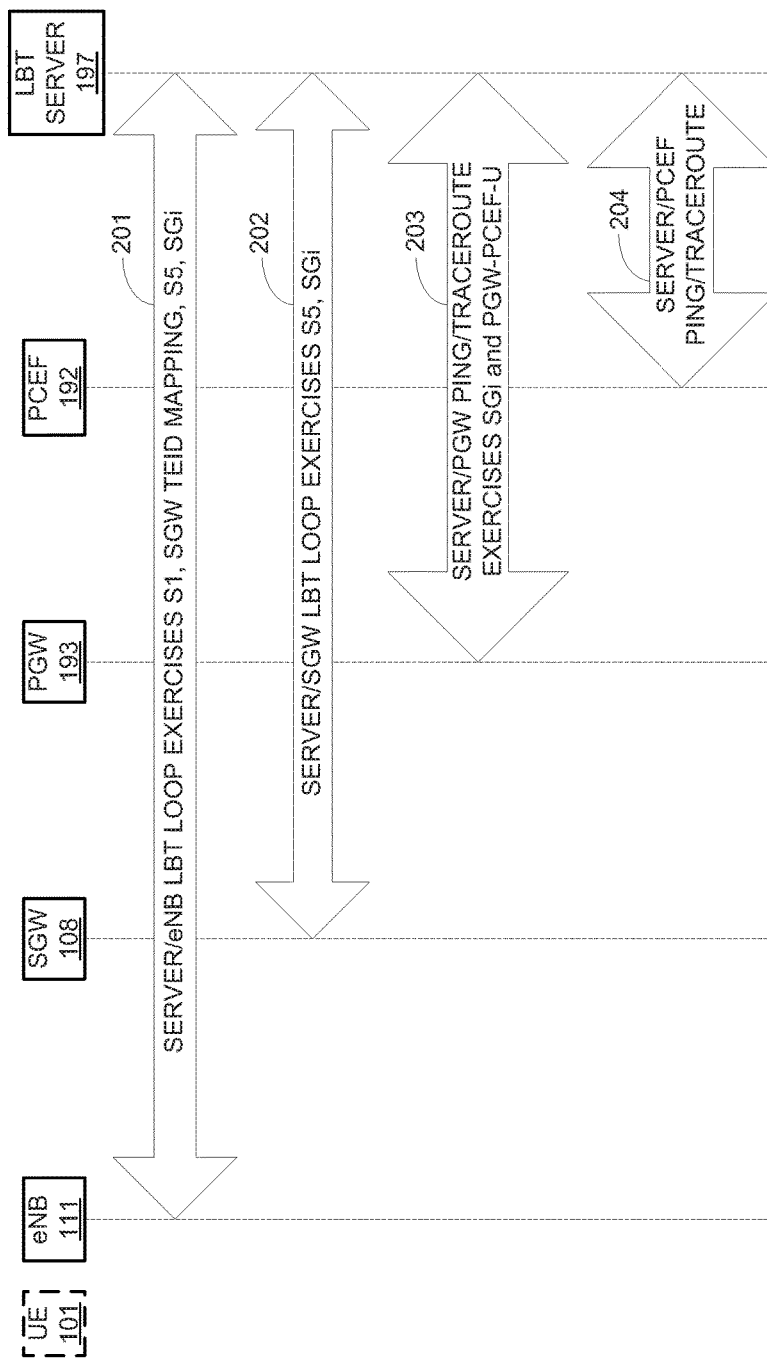 UE
101
eNB
111
SGW
108
PGW
193
PCEF
192
LBT
SERVER
197
201
SERVER/eNB LBT LOOP EXERCISES S1, SGW TEID MAPPING, S5, SGi
202
SERVER/SGW LBT LOOP EXERCISES S5, SGi
203
SERVER/PGW PING/TRACEROUTE
EXERCISES SGi and PGW-PCEF-U
204
SERVER/PCEF
PING/TRACEROUTE